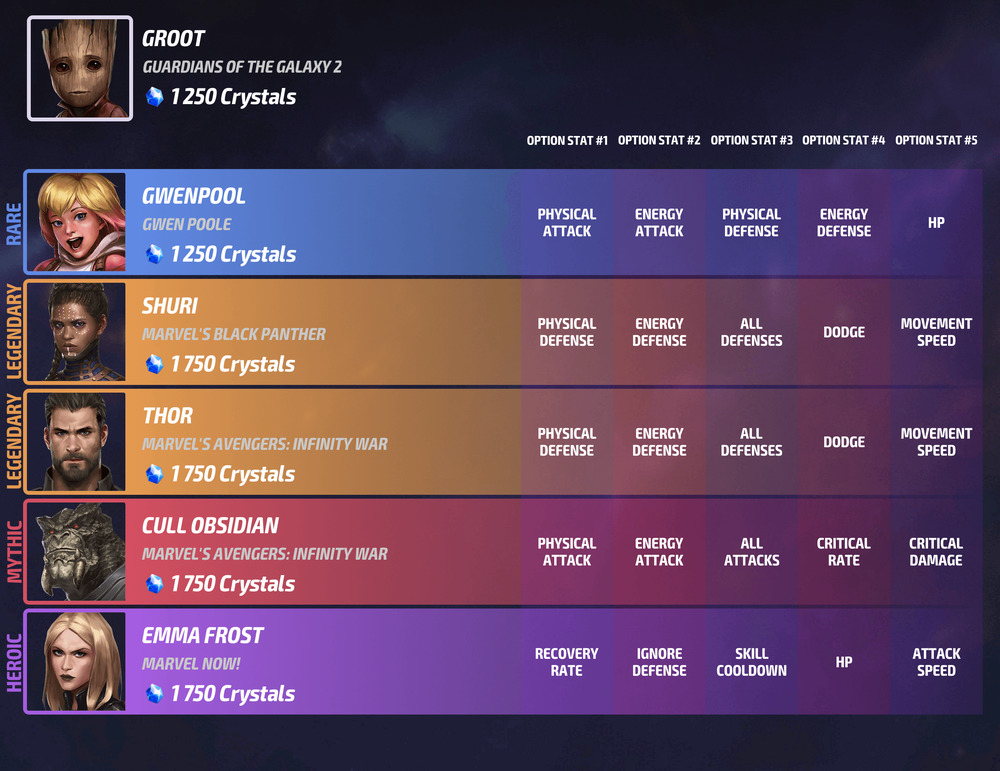 GROOT
GUARDIANS OF THE GALAXY 2
1 250 Crystals
OPTION STAT #1 OPTION STAT #2 OPTION STAT #3 OPTION STAT #4 OPTION STAT #5
RARE
GWENPOOL
GWEN POOLE
1 250 Crystals
PHYSICAL
ATTACK
ENERGY
ATTACK
PHYSICAL
DEFENSE
ENERGY
DEFENSE
HP
LEGENDARY
SHURI
MARVEL'S BLACK PANTHER
1 750 Crystals
PHYSICAL
DEFENSE
ENERGY
DEFENSE
ALL
DEFENSES
DODGE
MOVEMENT
SPEED
LEGENDARY
THOR
MARVEL'S AVENGERS: INFINITY WAR
1 750 Crystals
PHYSICAL
DEFENSE
ENERGY
DEFENSE
ALL
DEFENSES
DODGE
MOVEMENT
SPEED
MYTHIC
CULL OBSIDIAN
MARVEL'S AVENGERS: INFINITY WAR
1 750 Crystals
PHYSICAL
ATTACK
ENERGY
ATTACK
ALL
ATTACKS
CRITICAL
RATE
CRITICAL
DAMAGE
HEROIC
EMMA FROST
MARVEL NOW!
1 750 Crystals
RECOVERY
RATE
IGNORE
DEFENSE
SKILL
COOLDOWN
HP
ATTACK
SPEED